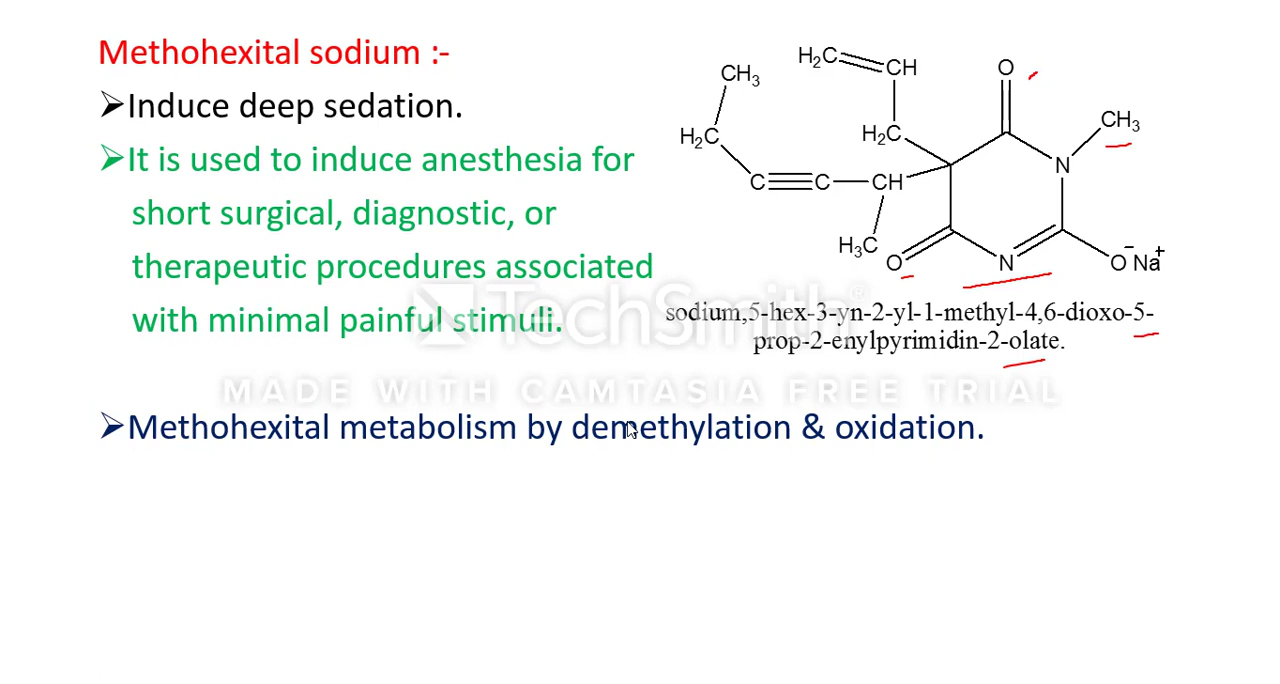 Methohexital sodium :-
➢Induce deep sedation.
➢It is used to induce anesthesia for
short surgical, diagnostic, or
therapeutic procedures associated
with minimal painful stimuli.
CH3
H2C
C
C
CH
H3C
H2C
CH
H2C
O
CH3
N
O
N
O⁻ Na⁺
sodium,5-hex-3-yn-2-yl-1-methyl-4,6-dioxo-5-
prop-2-enylpyrimidin-2-olate.
TechSmith®
MADE WITH CAMTASIA FREE TRIAL
➢Methohexital metabolism by demethylation & oxidation.